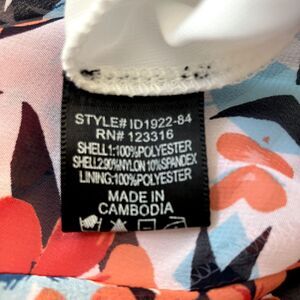 STYLE# ID1922-84
RN# 123316
SHELL1:100%POLYESTER
SHELL2:90%NYLON 10%SPANDEX
LINING:100%POLYESTER
MADE IN
CAMBODIA